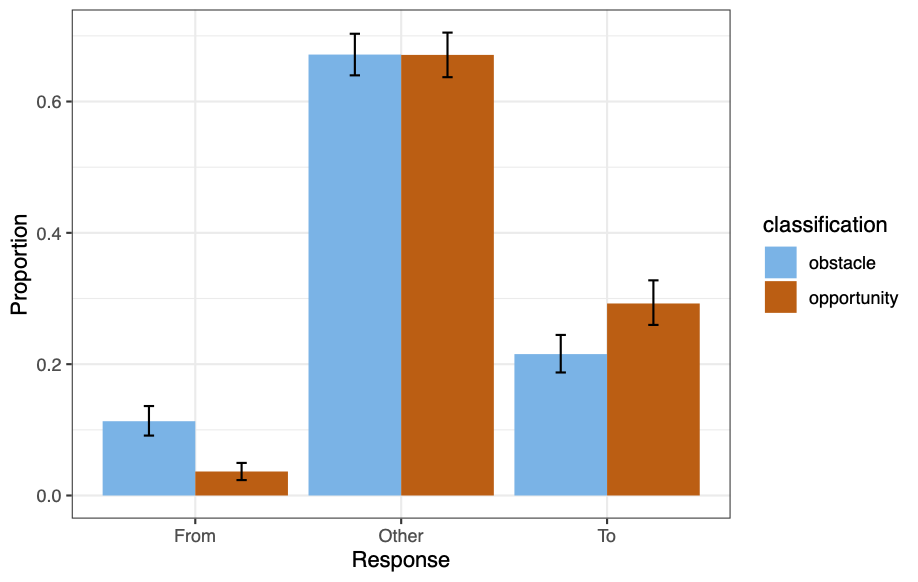 0.6
0.4
0.2
0.0
Proportion
From Other To
Response
classification
obstacle
opportunity